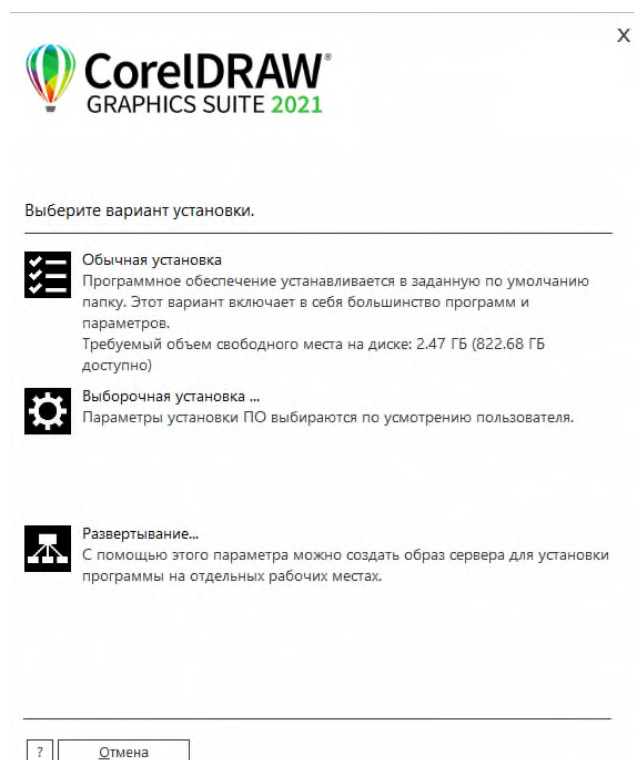 X
CorelDRAW®
GRAPHICS SUITE 2021
Выберите вариант установки.
Обычная установка
Программное обеспечение устанавливается в заданную по умолчанию
папку. Этот вариант включает в себя большинство программ и
параметров.
Требуемый объем свободного места на диске: 2.47 ГБ (822.68 ГБ
доступно)
Выборочная установка ...
Параметры установки ПО выбираются по усмотрению пользователя.
Развертывание...
С помощью этого параметра можно создать образ сервера для установки
программы на отдельных рабочих местах.
? Отмена